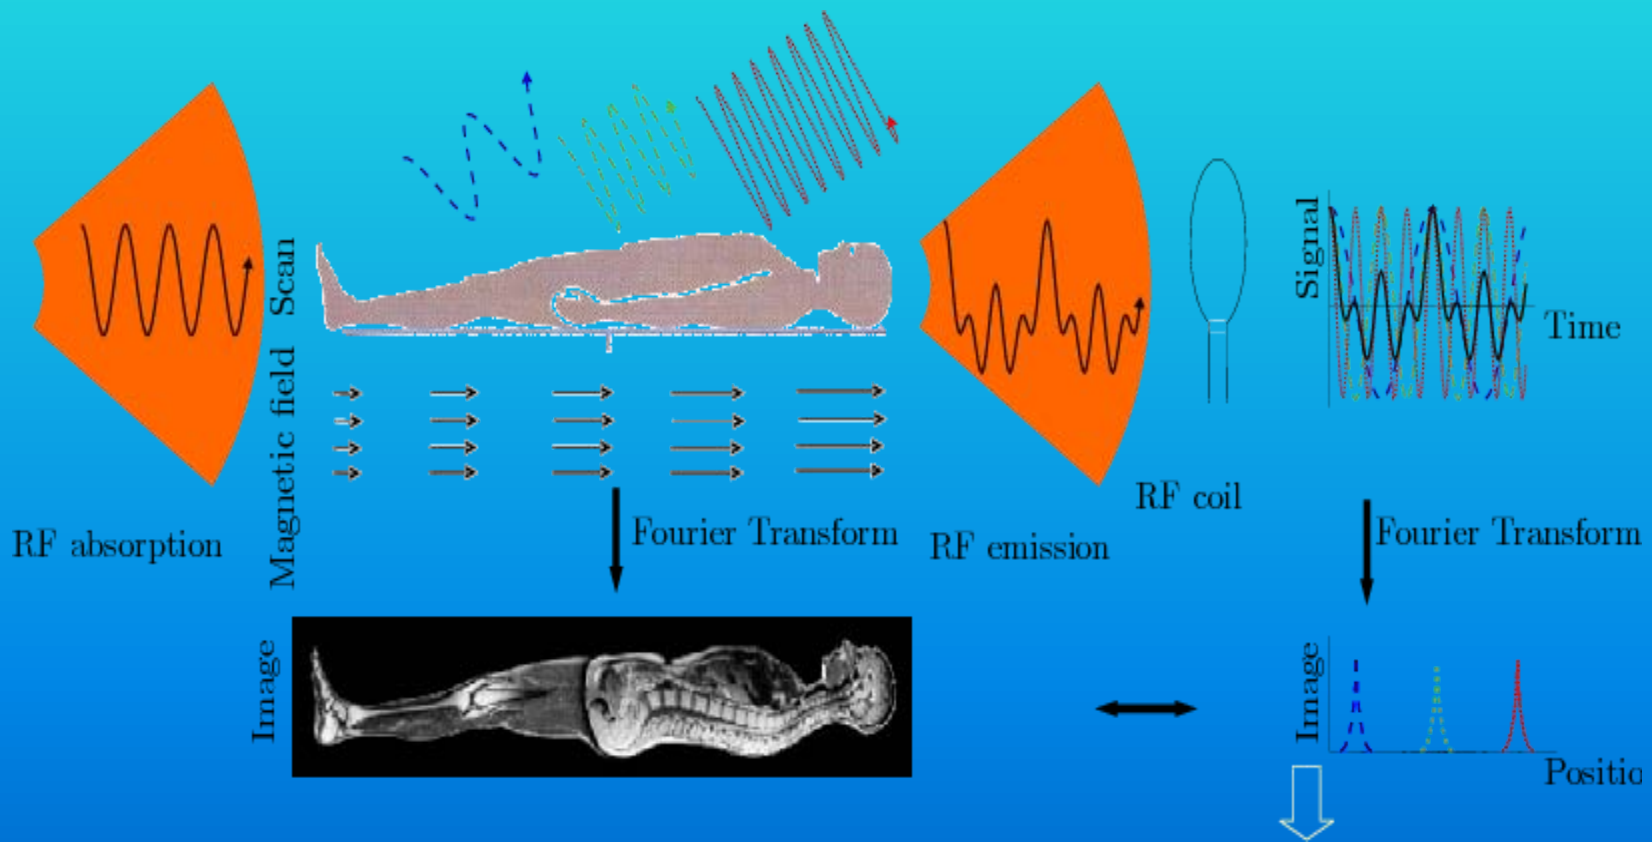 Scan
Magnetic field
Signal
Time
RF coil
RF absorption
Fourier Transform
RF emission
Fourier Transform
Image
Image
Positio